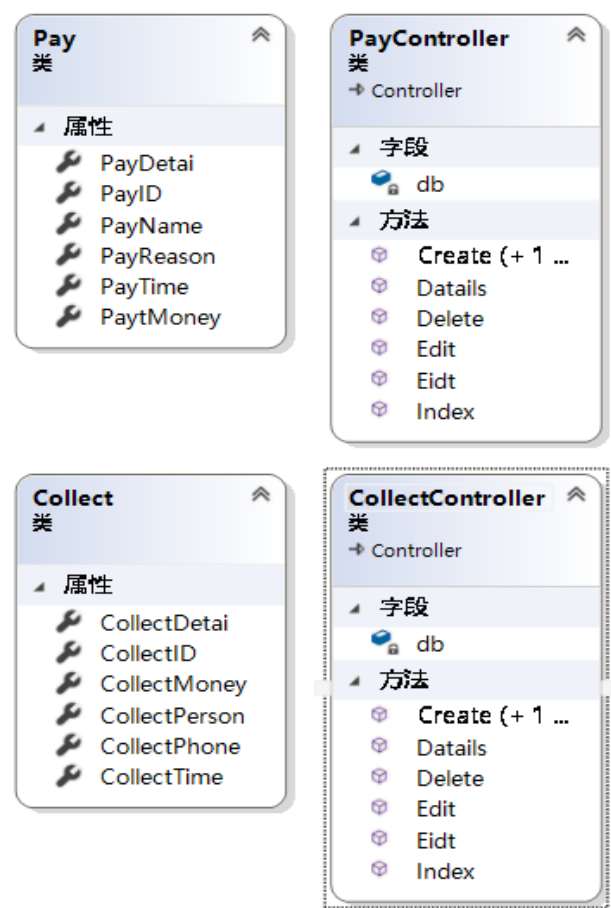 Pay
类
属性
PayDetai
PayID
PayName
PayReason
PayTime
PaytMoney
PayController
类
Controller
字段
db
方法
Create (+ 1 ...
Datails
Delete
Edit
Eidt
Index
Collect
类
属性
CollectDetai
CollectID
CollectMoney
CollectPerson
CollectPhone
CollectTime
CollectController
类
Controller
字段
db
方法
Create (+ 1 ...
Datails
Delete
Edit
Eidt
Index